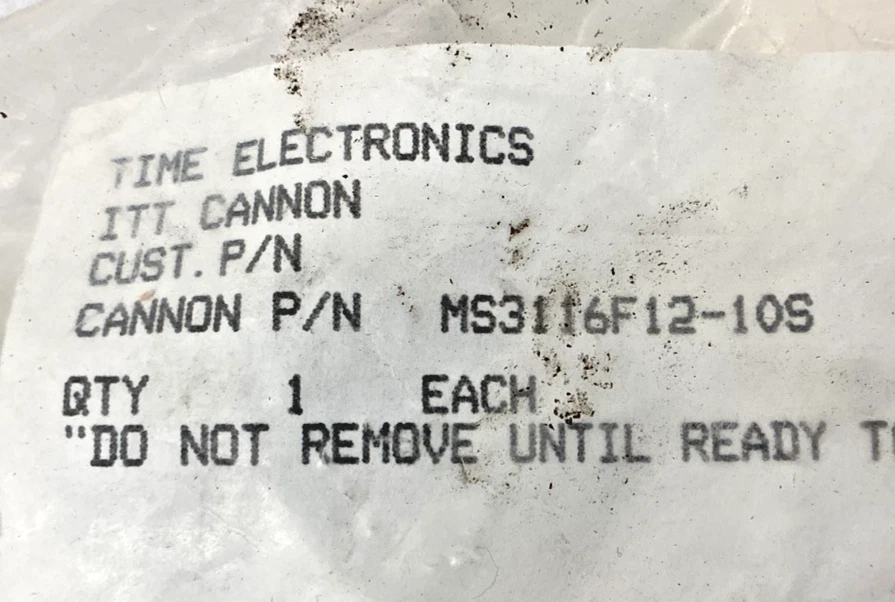 TIME ELECTRONICS
ITT CANNON
CUST. P/N
CANNON P/N MS3116F12-10S
QTY 1 EACH
"DO NOT REMOVE UNTIL READY